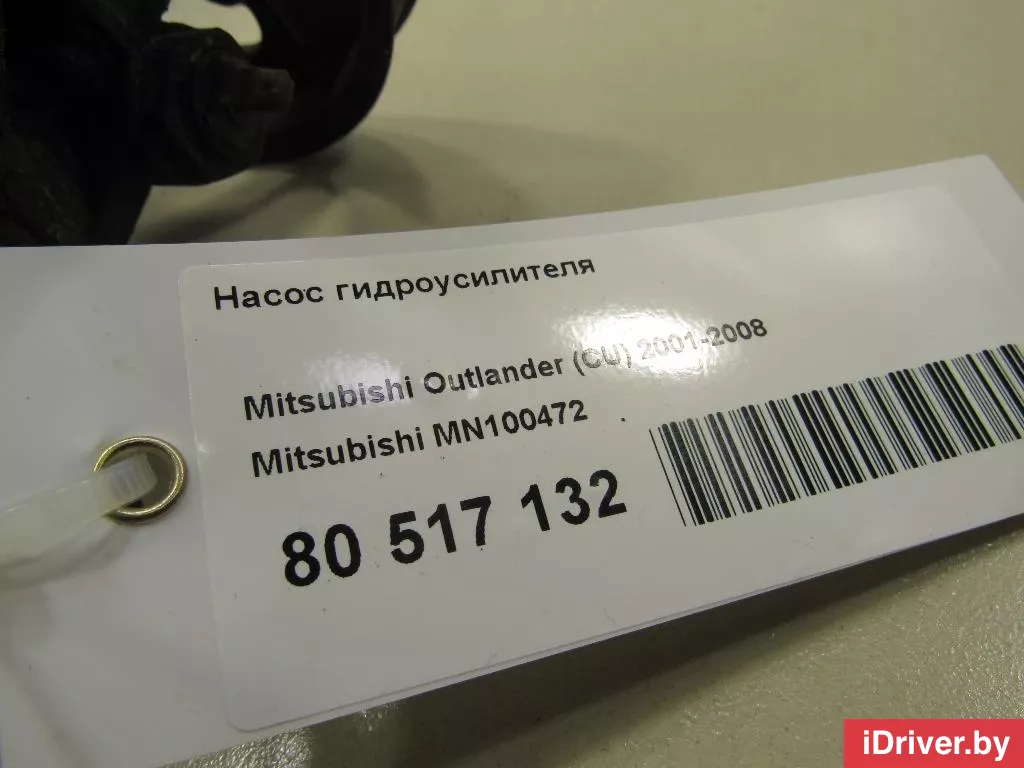 Насос гидроусилителя
Mitsubishi Outlander (CU) 2001-2008
Mitsubishi MN100472
80 517 132
iDriver.by